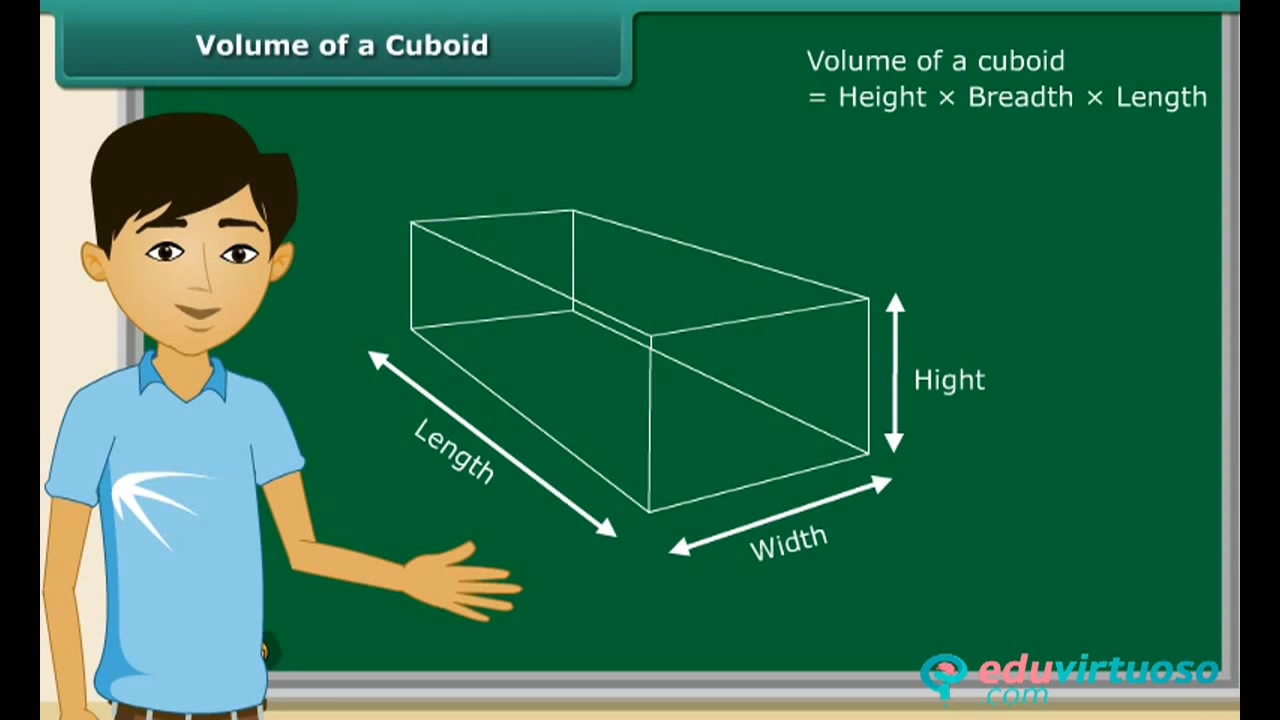 Volume of a Cuboid
Volume of a cuboid
= Height × Breadth × Length
Hight
Length
Width
eduvirtuoso
.com